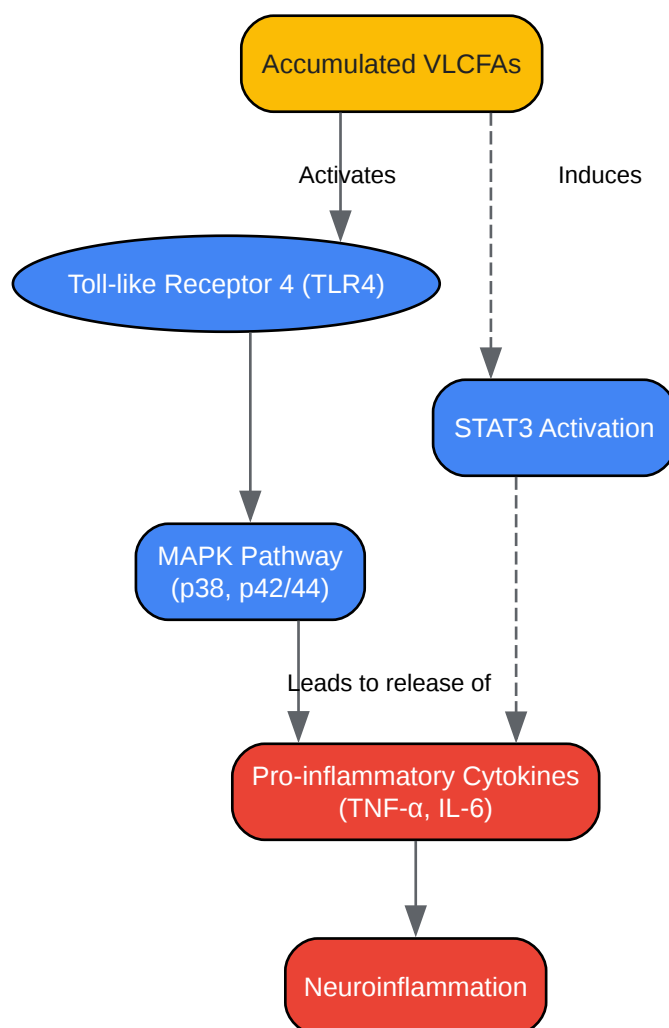 Accumulated VLCFAs
Activates
Induces
Toll-like Receptor 4 (TLR4)
STAT3 Activation
MAPK Pathway
(p38, p42/44)
Leads to release of
Pro-inflammatory Cytokines
(TNF-α, IL-6)
Neuroinflammation